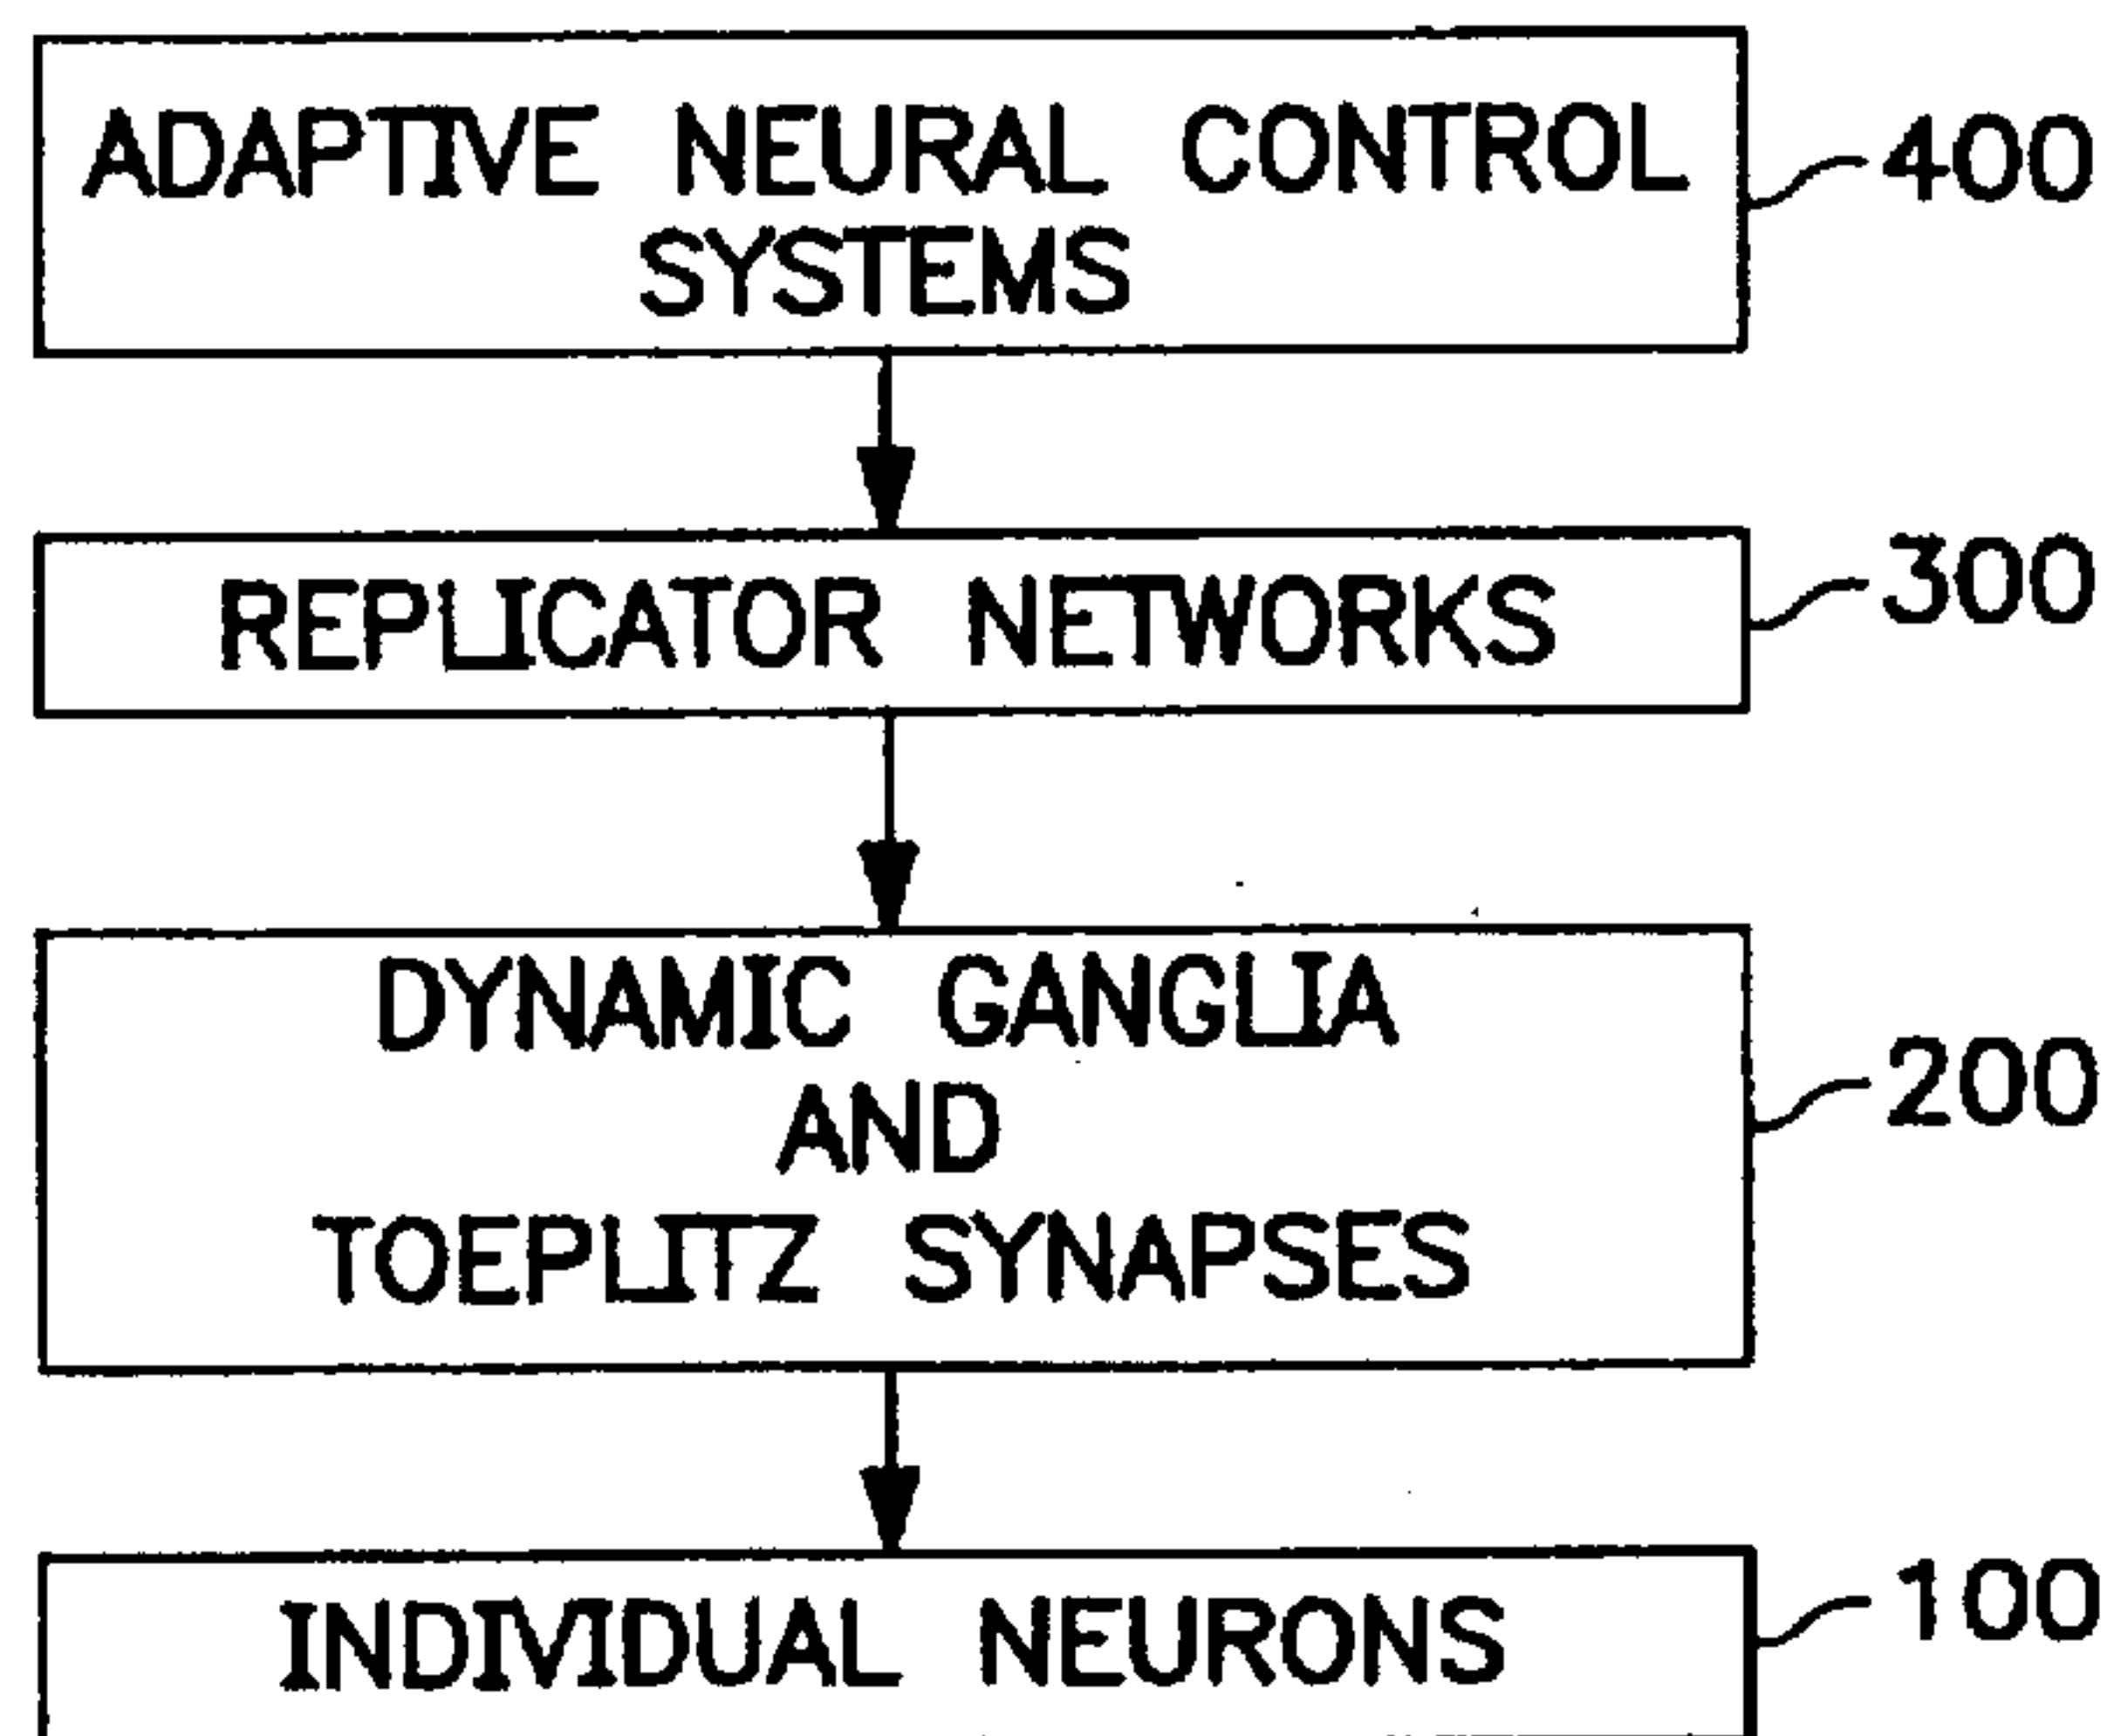 ADAPTIVE NEURAL CONTROL
SYSTEMS
400
REPLICATOR NETWORKS
300
DYNAMIC GANGLIA
AND
TOEPLITZ SYNAPSES
200
INDIVIDUAL NEURONS
100